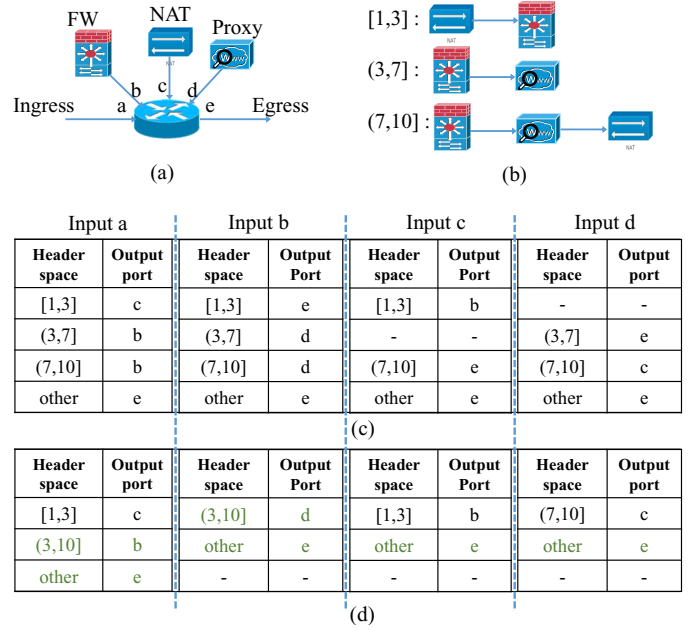 FW
NAT
Proxy
NAT
b
c
d
Ingress
a
e
Egress
(a)
[1,3] :
NAT
(3,7] :
(7,10] :
NAT
(b)
Input a
Input b
Input c
Input d
Header space Output port Header space Output Port Header space Output Port Header space Output port
[1,3] c [1,3] e [1,3] b - -
(3,7] b (3,7] d - - (3,7] e
(7,10] b (7,10] d (7,10] e (7,10] c
other e other e other e other e
(c)
Header space Output port Header space Output Port Header space Output Port Header space Output port
[1,3] c (3,10] d [1,3] b (7,10] c
(3,10] b other e other e other e
other e - - - - - -
(d)